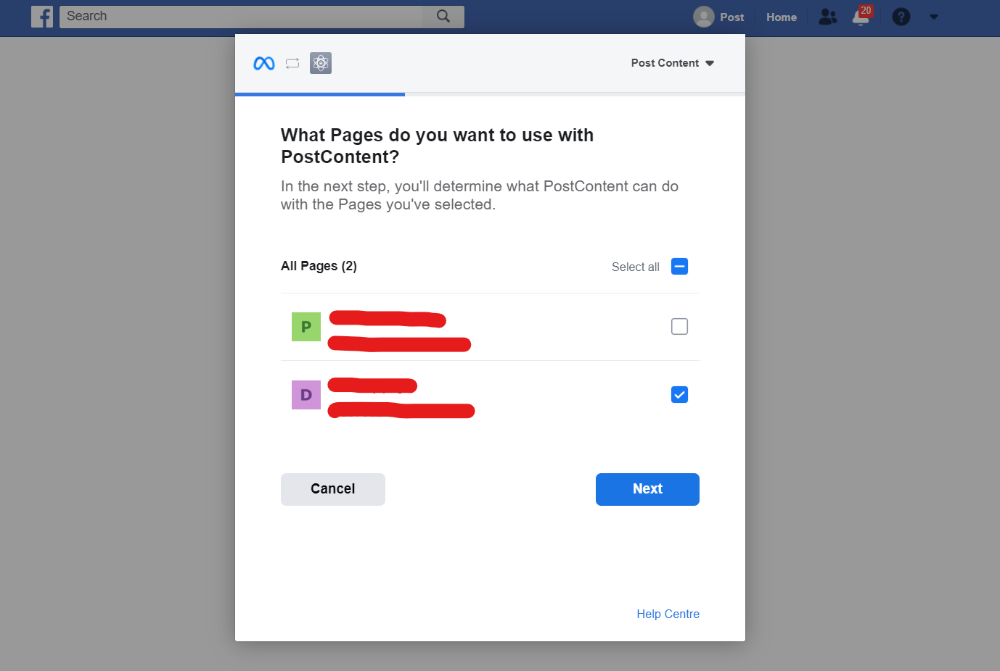 Search
Post
Home
20
?
Post Content
What Pages do you want to use with
PostContent?
In the next step, you'll determine what PostContent can do
with the Pages you've selected.
All Pages (2)
Select all
P
D
Cancel
Next
Help Centre